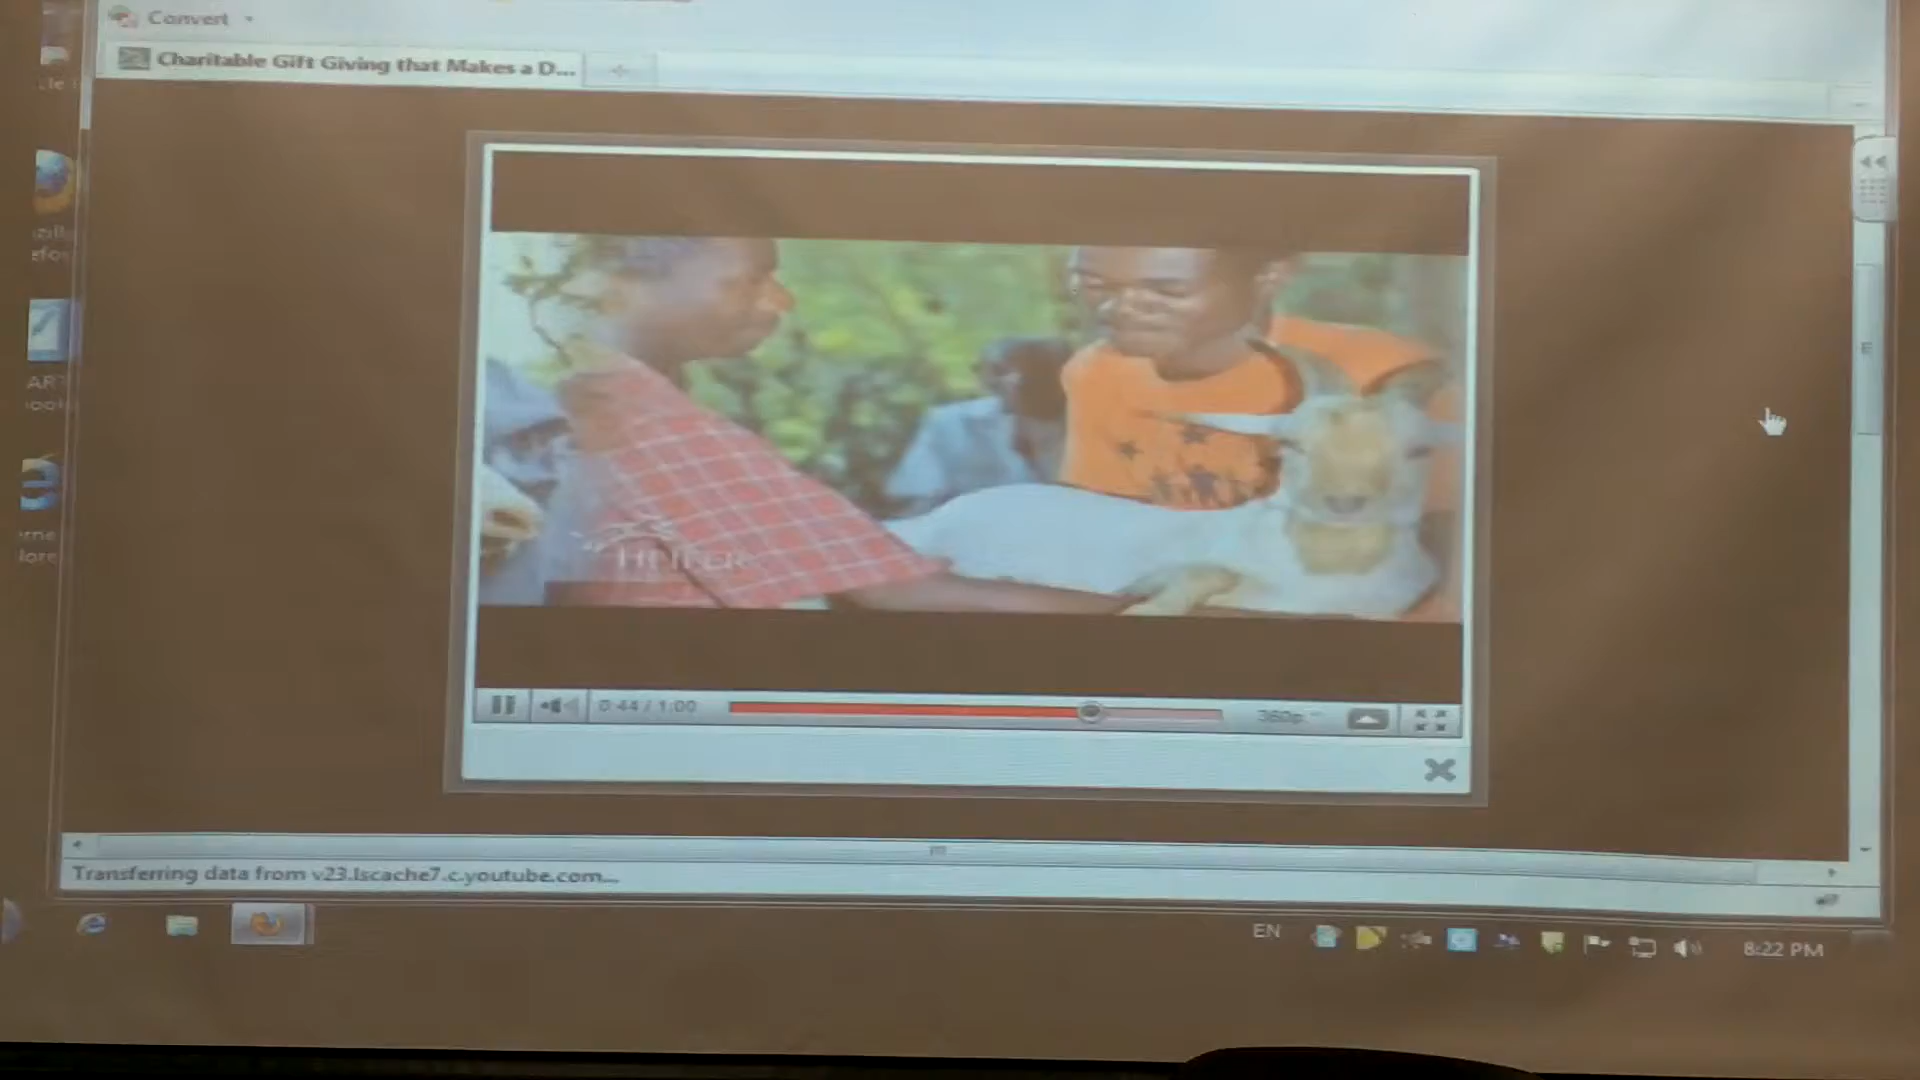 Convert
Charitable Gift Giving that Makes a D...
HEIFER
0:44 / 1:00
360p
Transferring data from v23.lscache7.c.youtube.com...
EN
8:22 PM